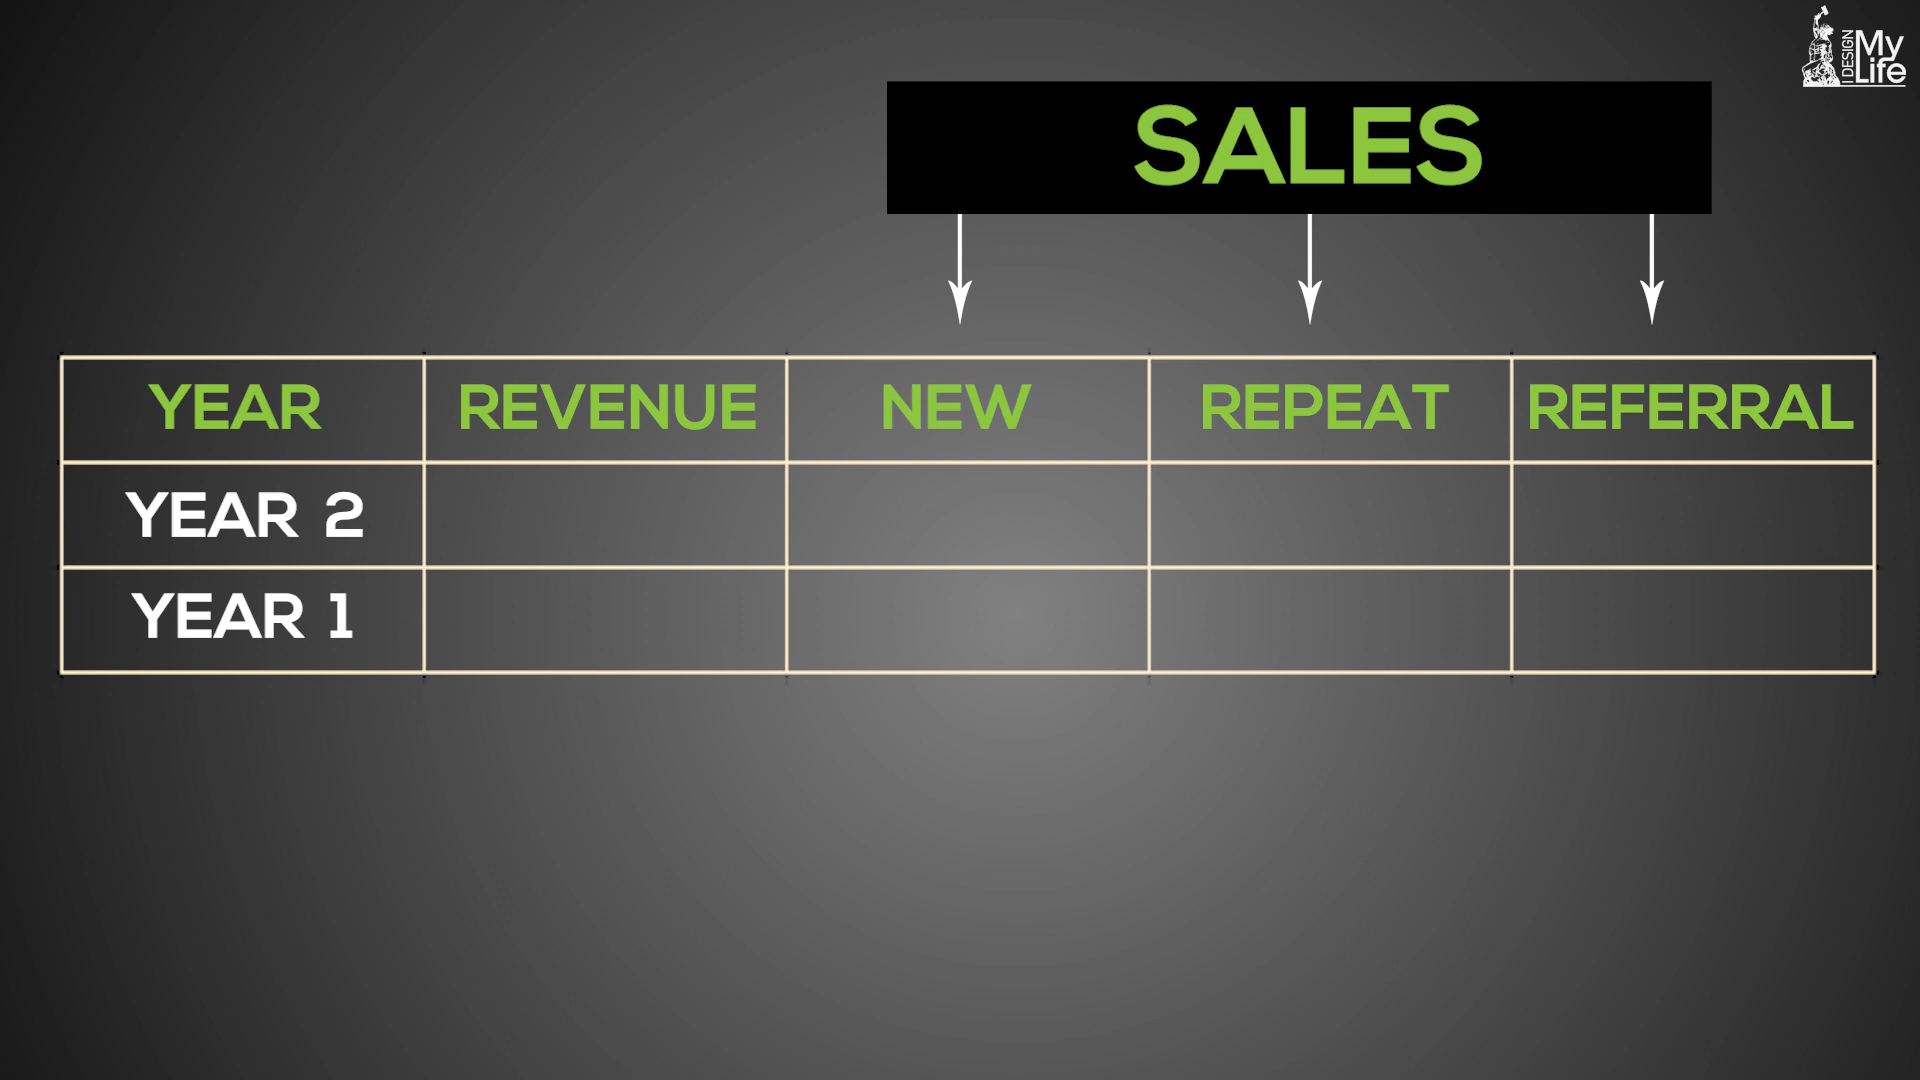 I DESIGN
My
Life
SALES
YEAR REVENUE NEW REPEAT REFERRAL
YEAR 2
YEAR 1